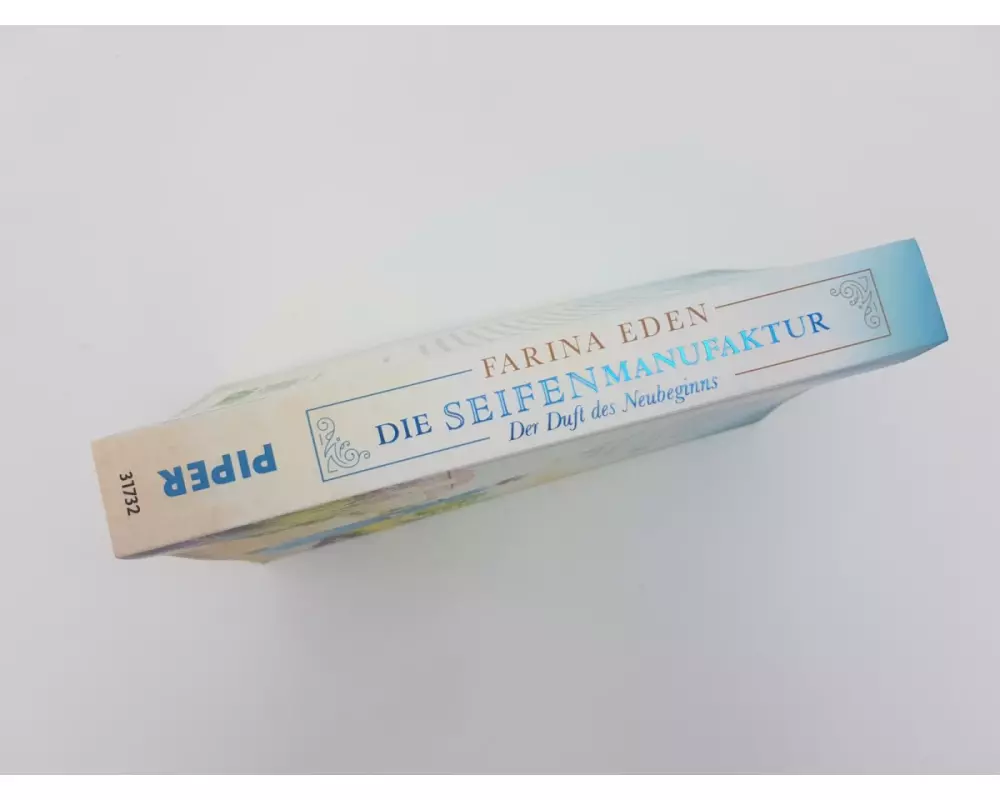 FARINA EDEN
DIE SEIFENMANUFAKTUR
Der Duft des Neubeginns
PIPER
31732